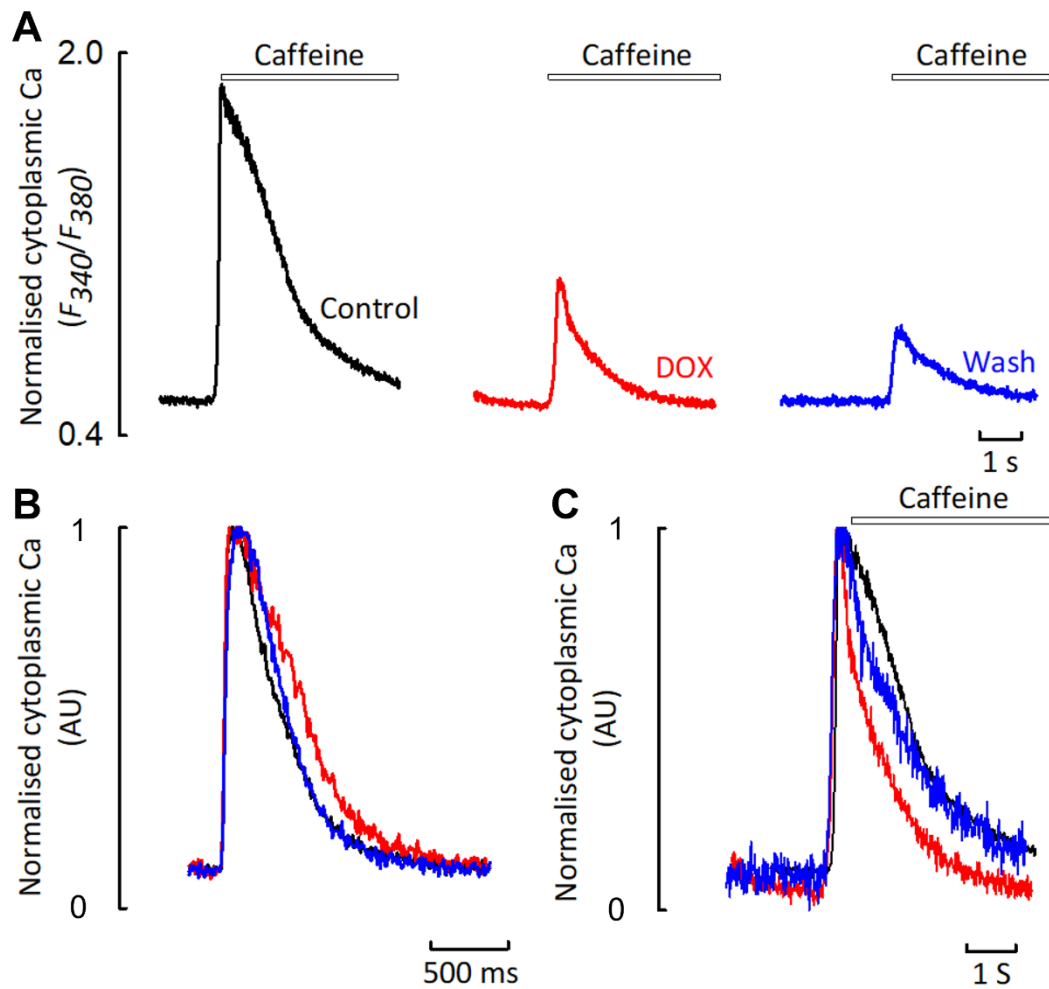 A
2.0
Caffeine
Caffeine
Caffeine
Normalised cytoplasmic Ca
(F340/F380)
Control
DOX
Wash
0.4
1 s
B
C
Caffeine
1
1
Normalised cytoplasmic Ca
(AU)
Normalised cytoplasmic Ca
(AU)
0
0
500 ms
1 S